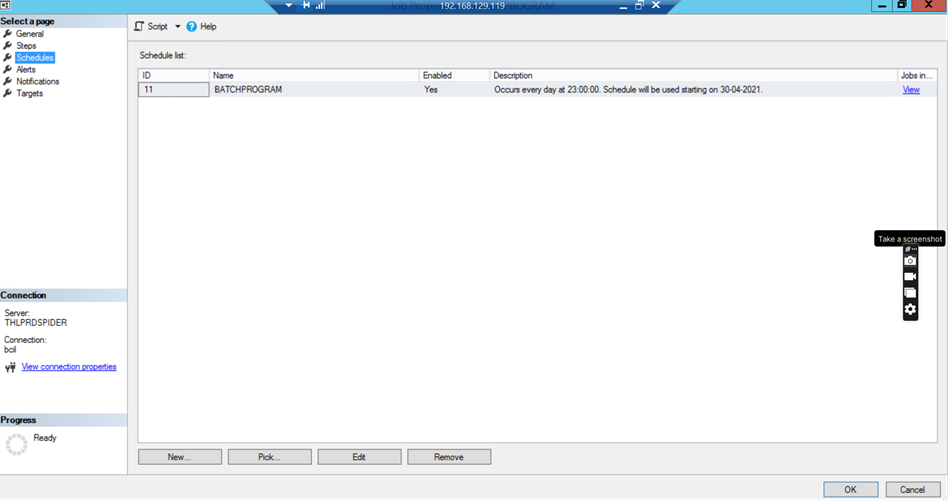 Job Properties - BATCHPROGRAM
192.168.129.119
Select a page
General
Steps
Schedules
Alerts
Notifications
Targets
Script
Help
Schedule list:
ID Name Enabled Description Jobs in...
11 BATCHPROGRAM Yes Occurs every day at 23:00:00. Schedule will be used starting on 30-04-2021. View
Take a screenshot
Connection
Server:
THLPRDSPIDER
Connection:
bcil
View connection properties
Progress
Ready
New... Pick... Edit Remove
OK Cancel